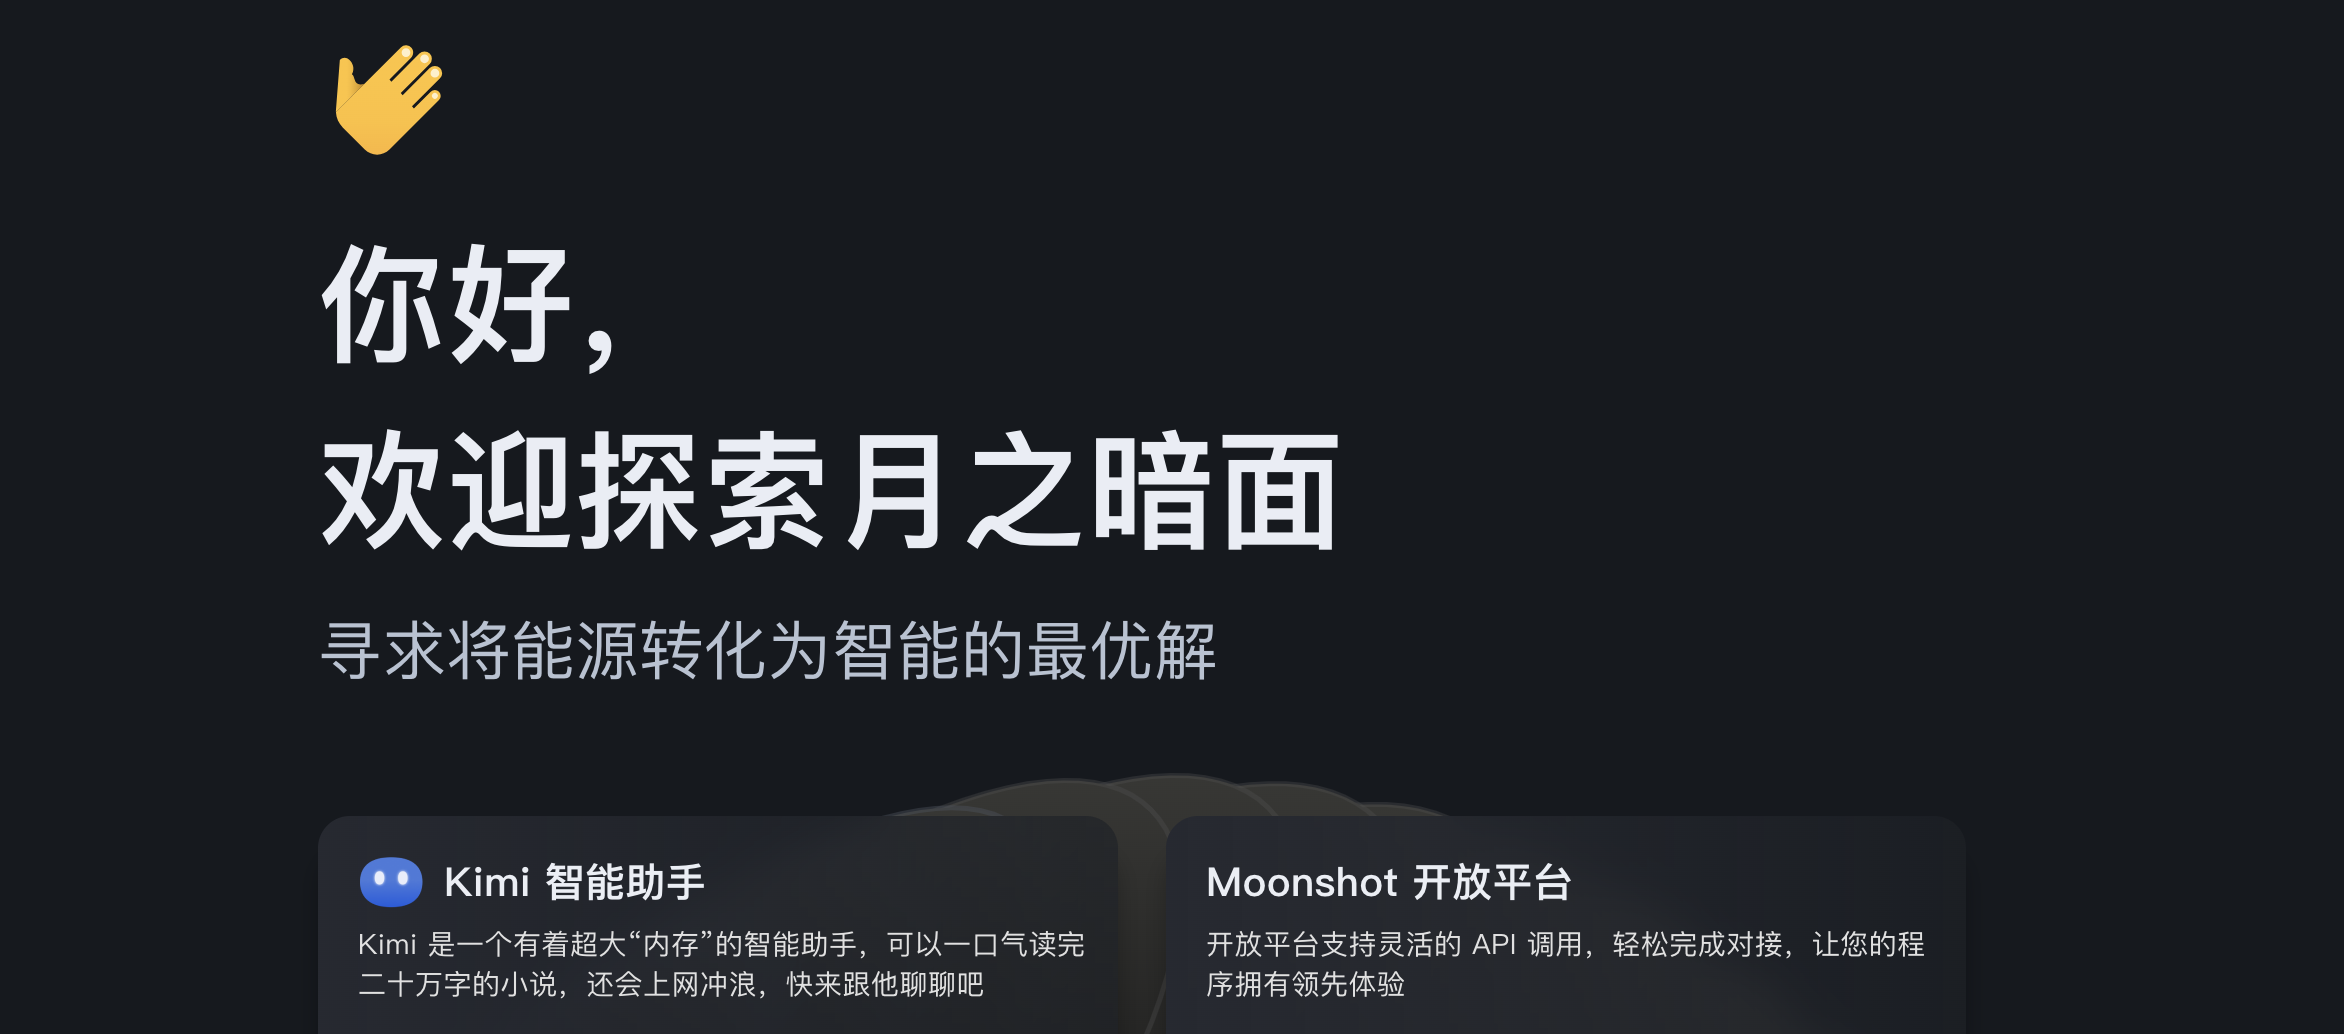 你好,
欢迎探索月之暗面
寻求将能源转化为智能的最优解
Kimi 智能助手
Kimi 是一个有着超大“内存”的智能助手，可以一口气读完
二十万字的小说，还会上网冲浪，快来跟他聊聊吧
Moonshot 开放平台
开放平台支持灵活的 API 调用，轻松完成对接，让您的程
序拥有领先体验